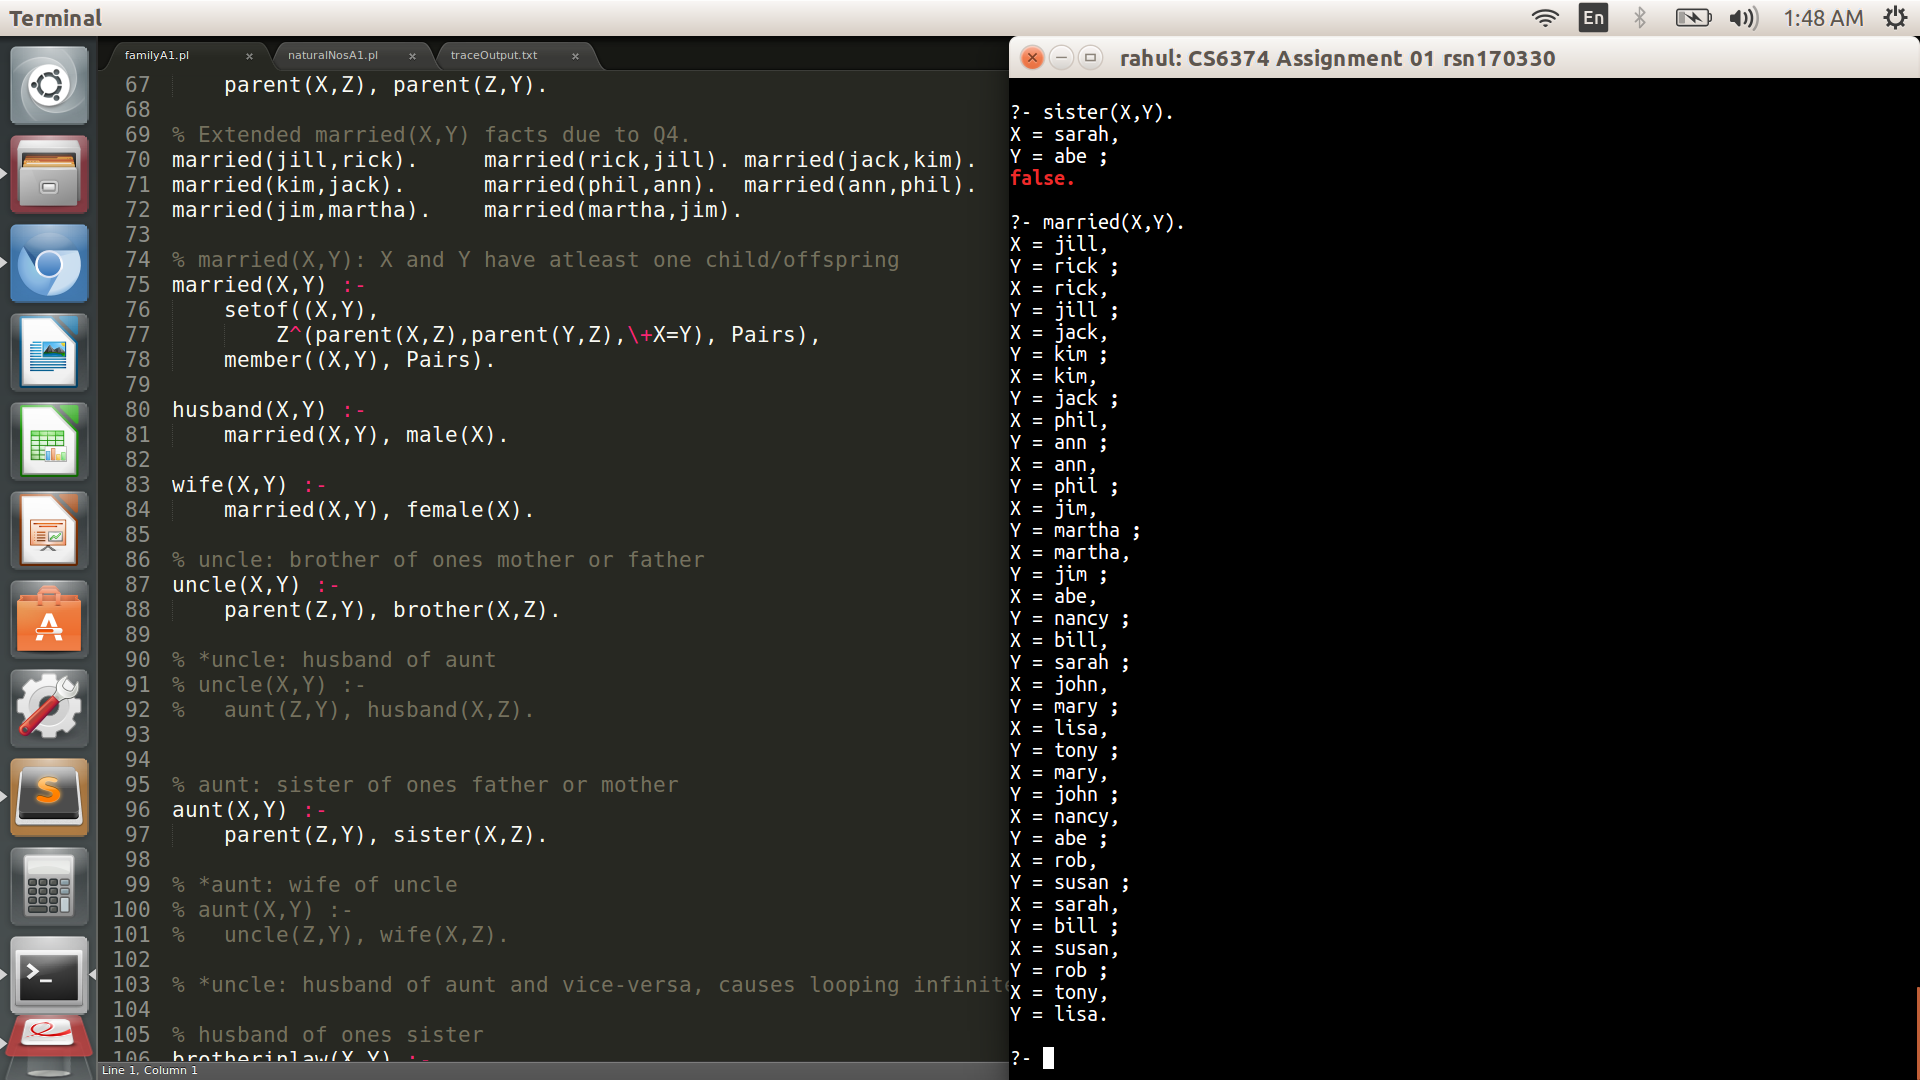 Terminal
En
1:48 AM
familyA1.pl ×
naturalNosA1.pl ×
traceOutput.txt ×
67 parent(X,Z), parent(Z,Y).
68
69 % Extended married(X,Y) facts due to Q4.
70 married(jill,rick). married(rick,jill). married(jack,kim).
71 married(kim,jack). married(phil,ann). married(ann,phil).
72 married(jim,martha). married(martha,jim).
73
74 % married(X,Y): X and Y have atleast one child/offspring
75 married(X,Y) :-
76 setof((X,Y),
77 Z^(parent(X,Z),parent(Y,Z),\+X=Y), Pairs),
78 member((X,Y), Pairs).
79
80 husband(X,Y) :-
81 married(X,Y), male(X).
82
83 wife(X,Y) :-
84 married(X,Y), female(X).
85
86 % uncle: brother of ones mother or father
87 uncle(X,Y) :-
88 parent(Z,Y), brother(X,Z).
89
90 % *uncle: husband of aunt
91 % uncle(X,Y) :-
92 % aunt(Z,Y), husband(X,Z).
93
94
95 % aunt: sister of ones father or mother
96 aunt(X,Y) :-
97 parent(Z,Y), sister(X,Z).
98
99 % *aunt: wife of uncle
100 % aunt(X,Y) :-
101 % uncle(Z,Y), wife(X,Z).
102
103 % *uncle: husband of aunt and vice-versa, causes looping infinite
104
105 % husband of ones sister
106 brotherinlaw(X,Y) :-
Line 1, Column 1
rahul: CS6374 Assignment 01 rsn170330
?- sister(X,Y).
X = sarah,
Y = abe ;
false.
?- married(X,Y).
X = jill,
Y = rick ;
X = rick,
Y = jill ;
X = jack,
Y = kim ;
X = kim,
Y = jack ;
X = phil,
Y = ann ;
X = ann,
Y = phil ;
X = jim,
Y = martha ;
X = martha,
Y = jim ;
X = abe,
Y = nancy ;
X = bill,
Y = sarah ;
X = john,
Y = mary ;
X = lisa,
Y = tony ;
X = mary,
Y = john ;
X = nancy,
Y = abe ;
X = rob,
Y = susan ;
X = sarah,
Y = bill ;
X = susan,
Y = rob ;
X = tony,
Y = lisa.
?-